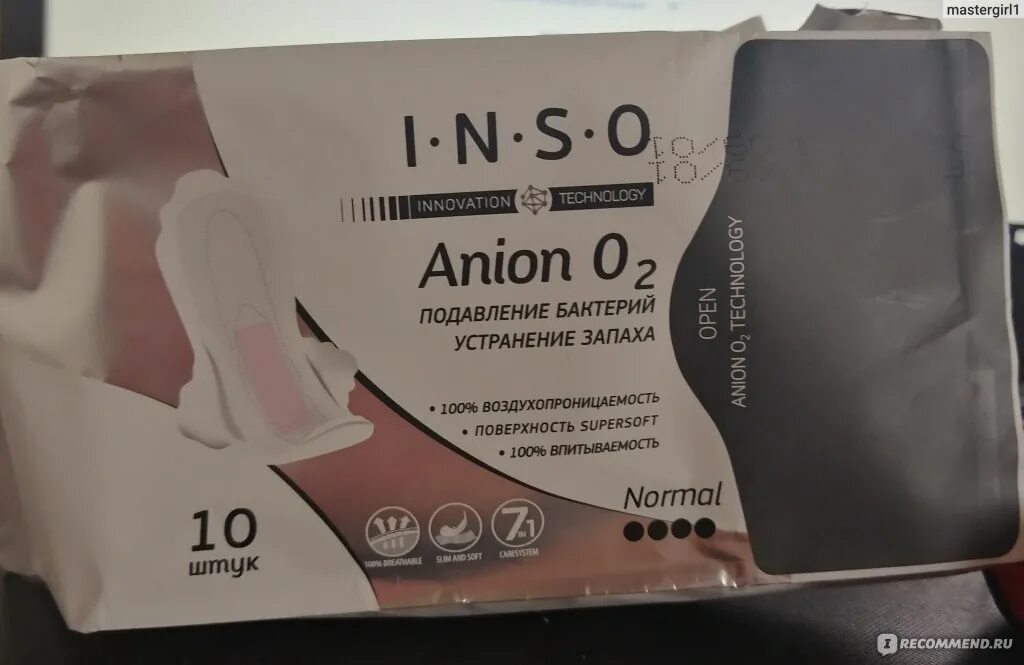 mastergirl1
I·N·S·O
INNOVATION TECHNOLOGY
Anion O₂
ПОДАВЛЕНИЕ БАКТЕРИЙ
УСТРАНЕНИЕ ЗАПАХА
• 100% ВОЗДУХОПРОНИЦАЕМОСТЬ
• ПОВЕРХНОСТЬ SUPERSOFT
• 100% ВПИТЫВАЕМОСТЬ
Normal
10
штук
100% BREATHABLE
SLIM AND SOFT
7 IN 1
CARESYSTEM
OPEN
ANION O₂ TECHNOLOGY
IRECOMMEND.RU